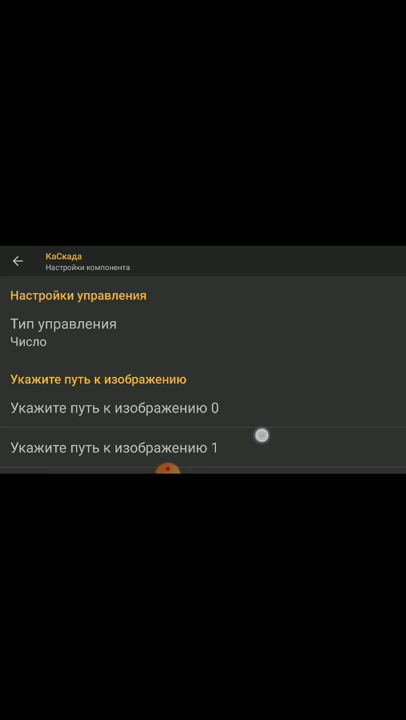 КаСкада
Настройки компонента
Настройки управления
Тип управления
Число
Укажите путь к изображению
Укажите путь к изображению 0
Укажите путь к изображению 1